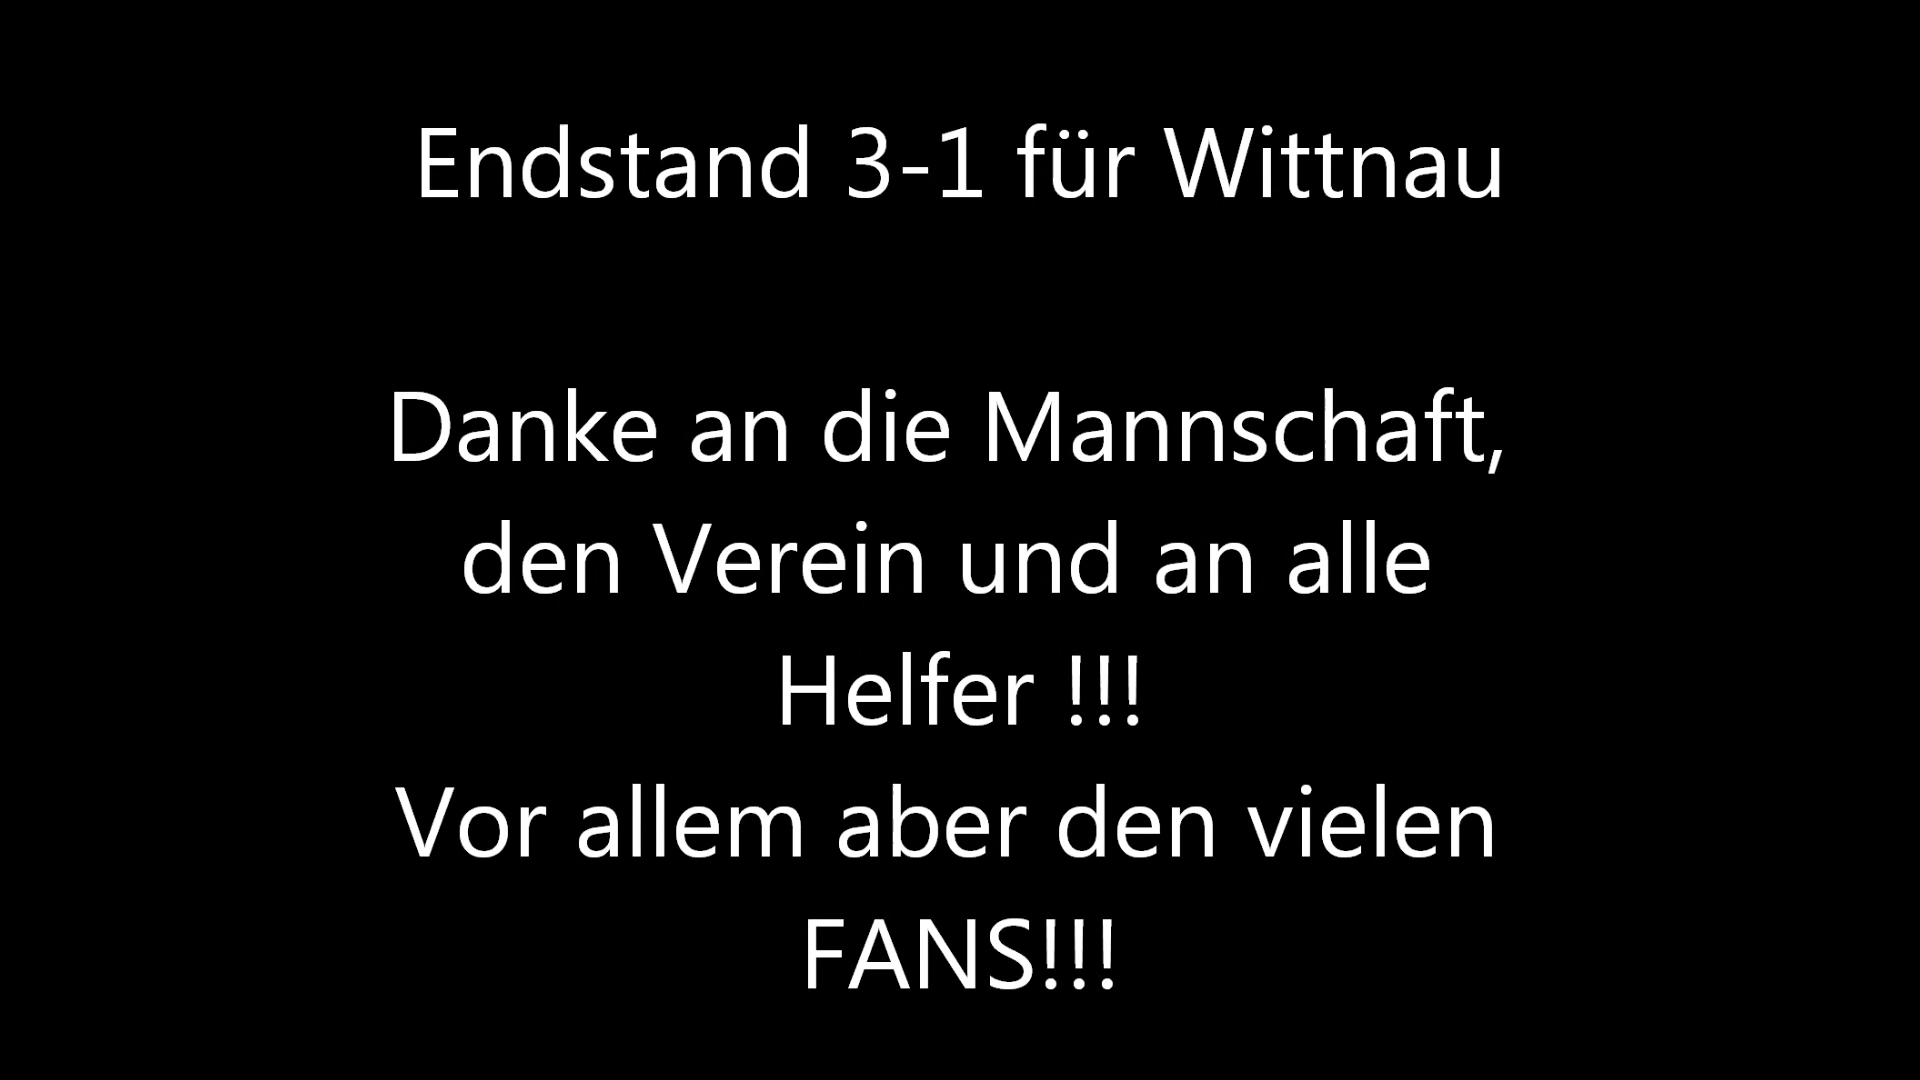 Endstand 3-1 für Wittnau
Danke an die Mannschaft,
den Verein und an alle
Helfer !!!
Vor allem aber den vielen
FANS!!!